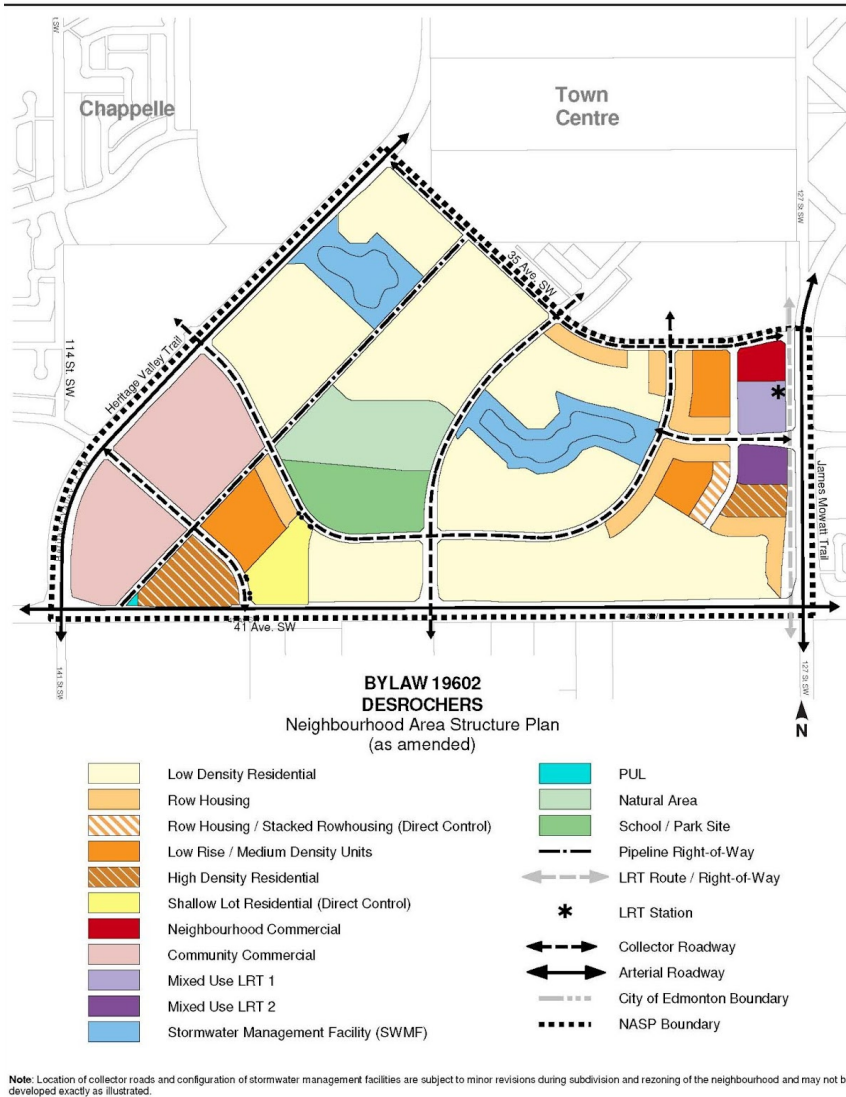 t.SW
Chappelle
Town
Centre
127 St. SW
35 Ave. SW
114 St. SW
Heritage Valley Trail
James Mowatt Trail
41 Ave. SW
141 St. SW
127 St. SW
N
BYLAW 19602
DESROCHERS
Neighbourhood Area Structure Plan
(as amended)
Low Density Residential
Row Housing
Row Housing / Stacked Rowhousing (Direct Control)
Low Rise / Medium Density Units
High Density Residential
Shallow Lot Residential (Direct Control)
Neighbourhood Commercial
Community Commercial
Mixed Use LRT 1
Mixed Use LRT 2
Stormwater Management Facility (SWMF)
PUL
Natural Area
School / Park Site
Pipeline Right-of-Way
LRT Route / Right-of-Way
LRT Station
Collector Roadway
Arterial Roadway
City of Edmonton Boundary
NASP Boundary
Note: Location of collector roads and configuration of stormwater management facilities are subject to minor revisions during subdivision and rezoning of the neighbourhood and may not b
developed exactly as illustrated.